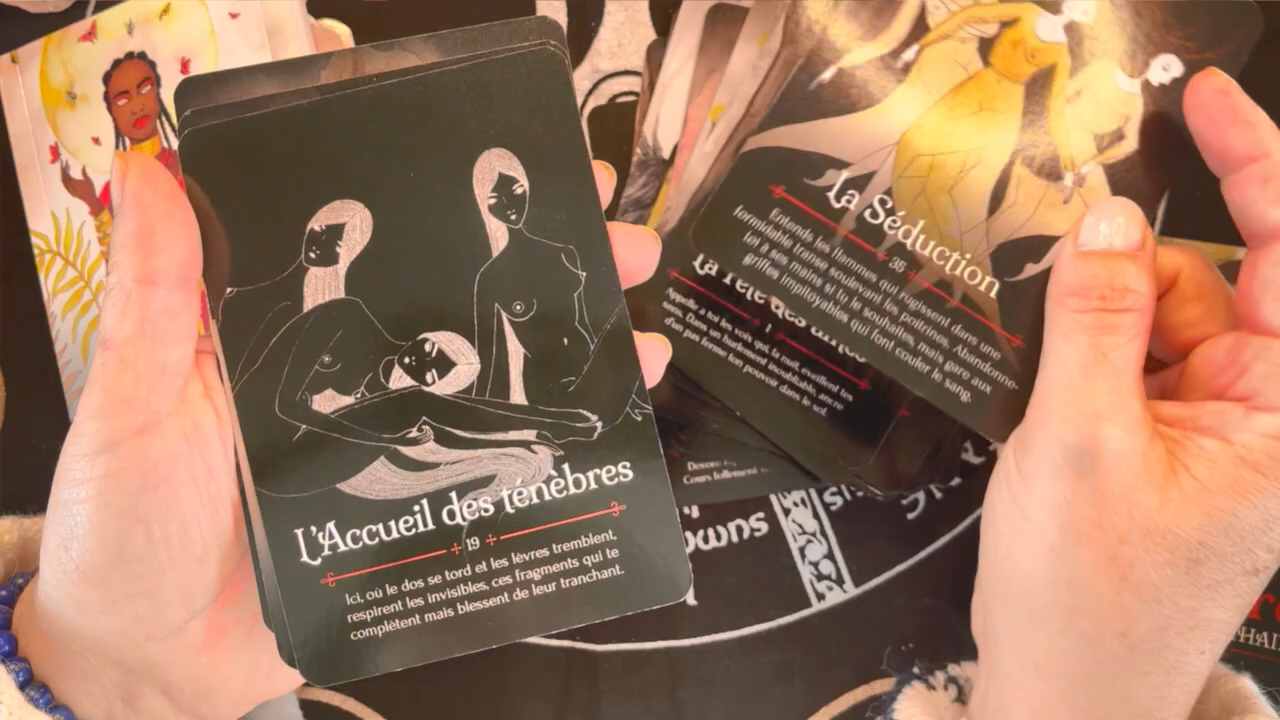 L'Accueil des ténèbres
19
Ici, où le dos se tord et les lèvres tremblent,
respirent les invisibles, ces fragments qui te
complètent mais blessent de leur tranchant.
La Séduction
35
Entends les flammes qui rugissent dans une
formidable transe soulevant les poitrines. Abandonne-
toi à ses mains si tu le souhaites, mais gare aux
griffes impitoyables qui font couler le sang.
La
des
1
Appelle à toi les voix qui, la nuit, éveillent les
Dans un hurlement inoubliable, ancre
d'un pas ferme ton pouvoir dans le sol.
Cours follement